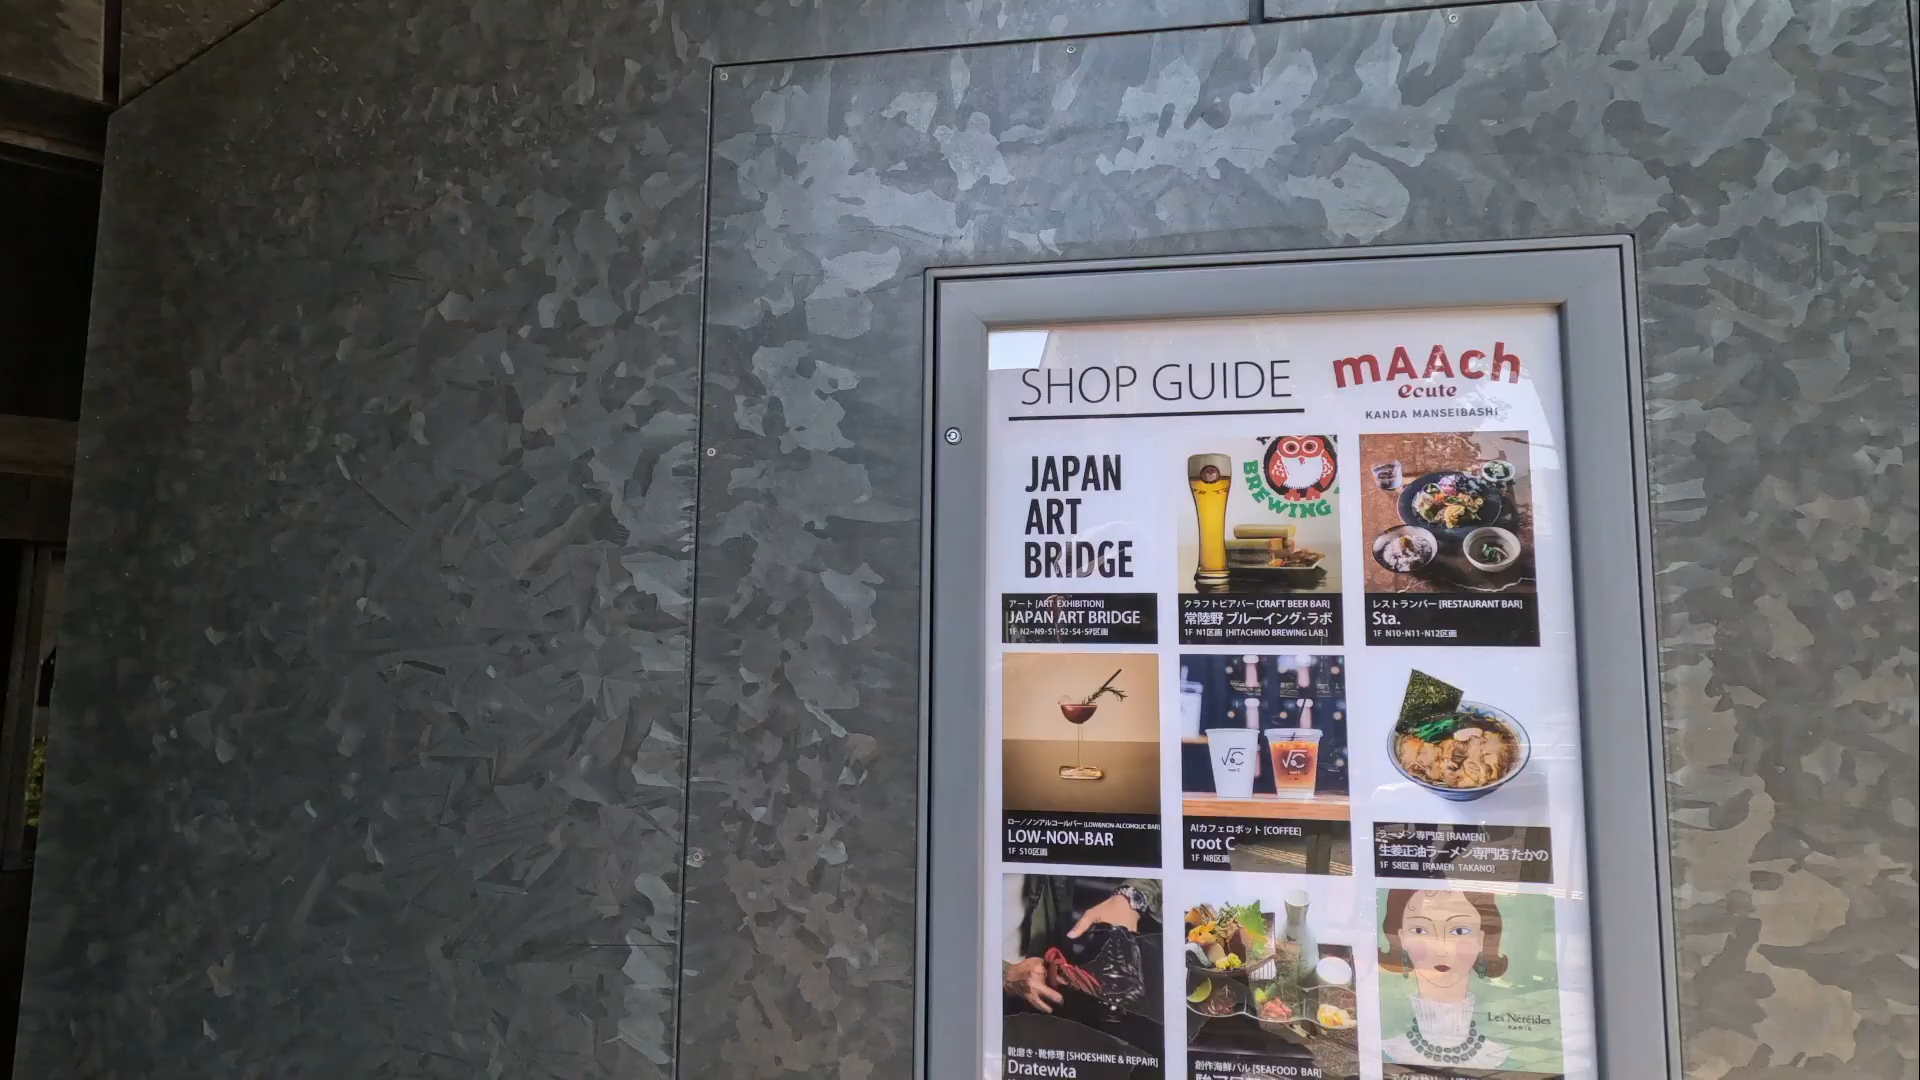 SHOP GUIDE
mAAch
ecute
KANDA MANSEIBASHI
JAPAN
ART
BRIDGE
アート [ART EXHIBITION]
JAPAN ART BRIDGE
1F N2~N9・S1・S2・S4・S7区画
BREWING
クラフトビアバー [CRAFT BEER BAR]
常陸野 ブルーイング・ラボ
1F N1区画 [HITACHINO BREWING LAB.]
レストランバー [RESTAURANT BAR]
Sta.
1F N10・N11・N12区画
ロー/ノンアルコールバー [LOW&NON-ALCOHOLIC BAR]
LOW-NON-BAR
1F S10区画
√C
root C
√C
root C
AIカフェロボット [COFFEE]
root C
1F N8区画
ラーメン専門店 [RAMEN]
生姜正油ラーメン専門店 たかの
1F S8区画 [RAMEN TAKANO]
靴磨き・靴修理 [SHOESHINE & REPAIR]
Dratewka
創作海鮮バル [SEAFOOD BAR]
Les Néréides
PARIS